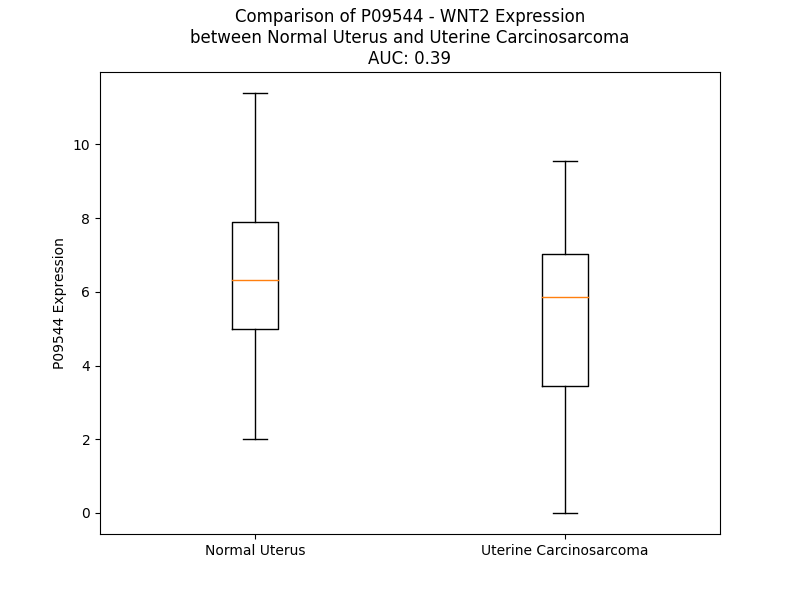 Comparison of P09544 - WNT2 Expression
between Normal Uterus and Uterine Carcinosarcoma
AUC: 0.39
10
8
6
4
2
0
P09544 Expression
Normal Uterus
Uterine Carcinosarcoma